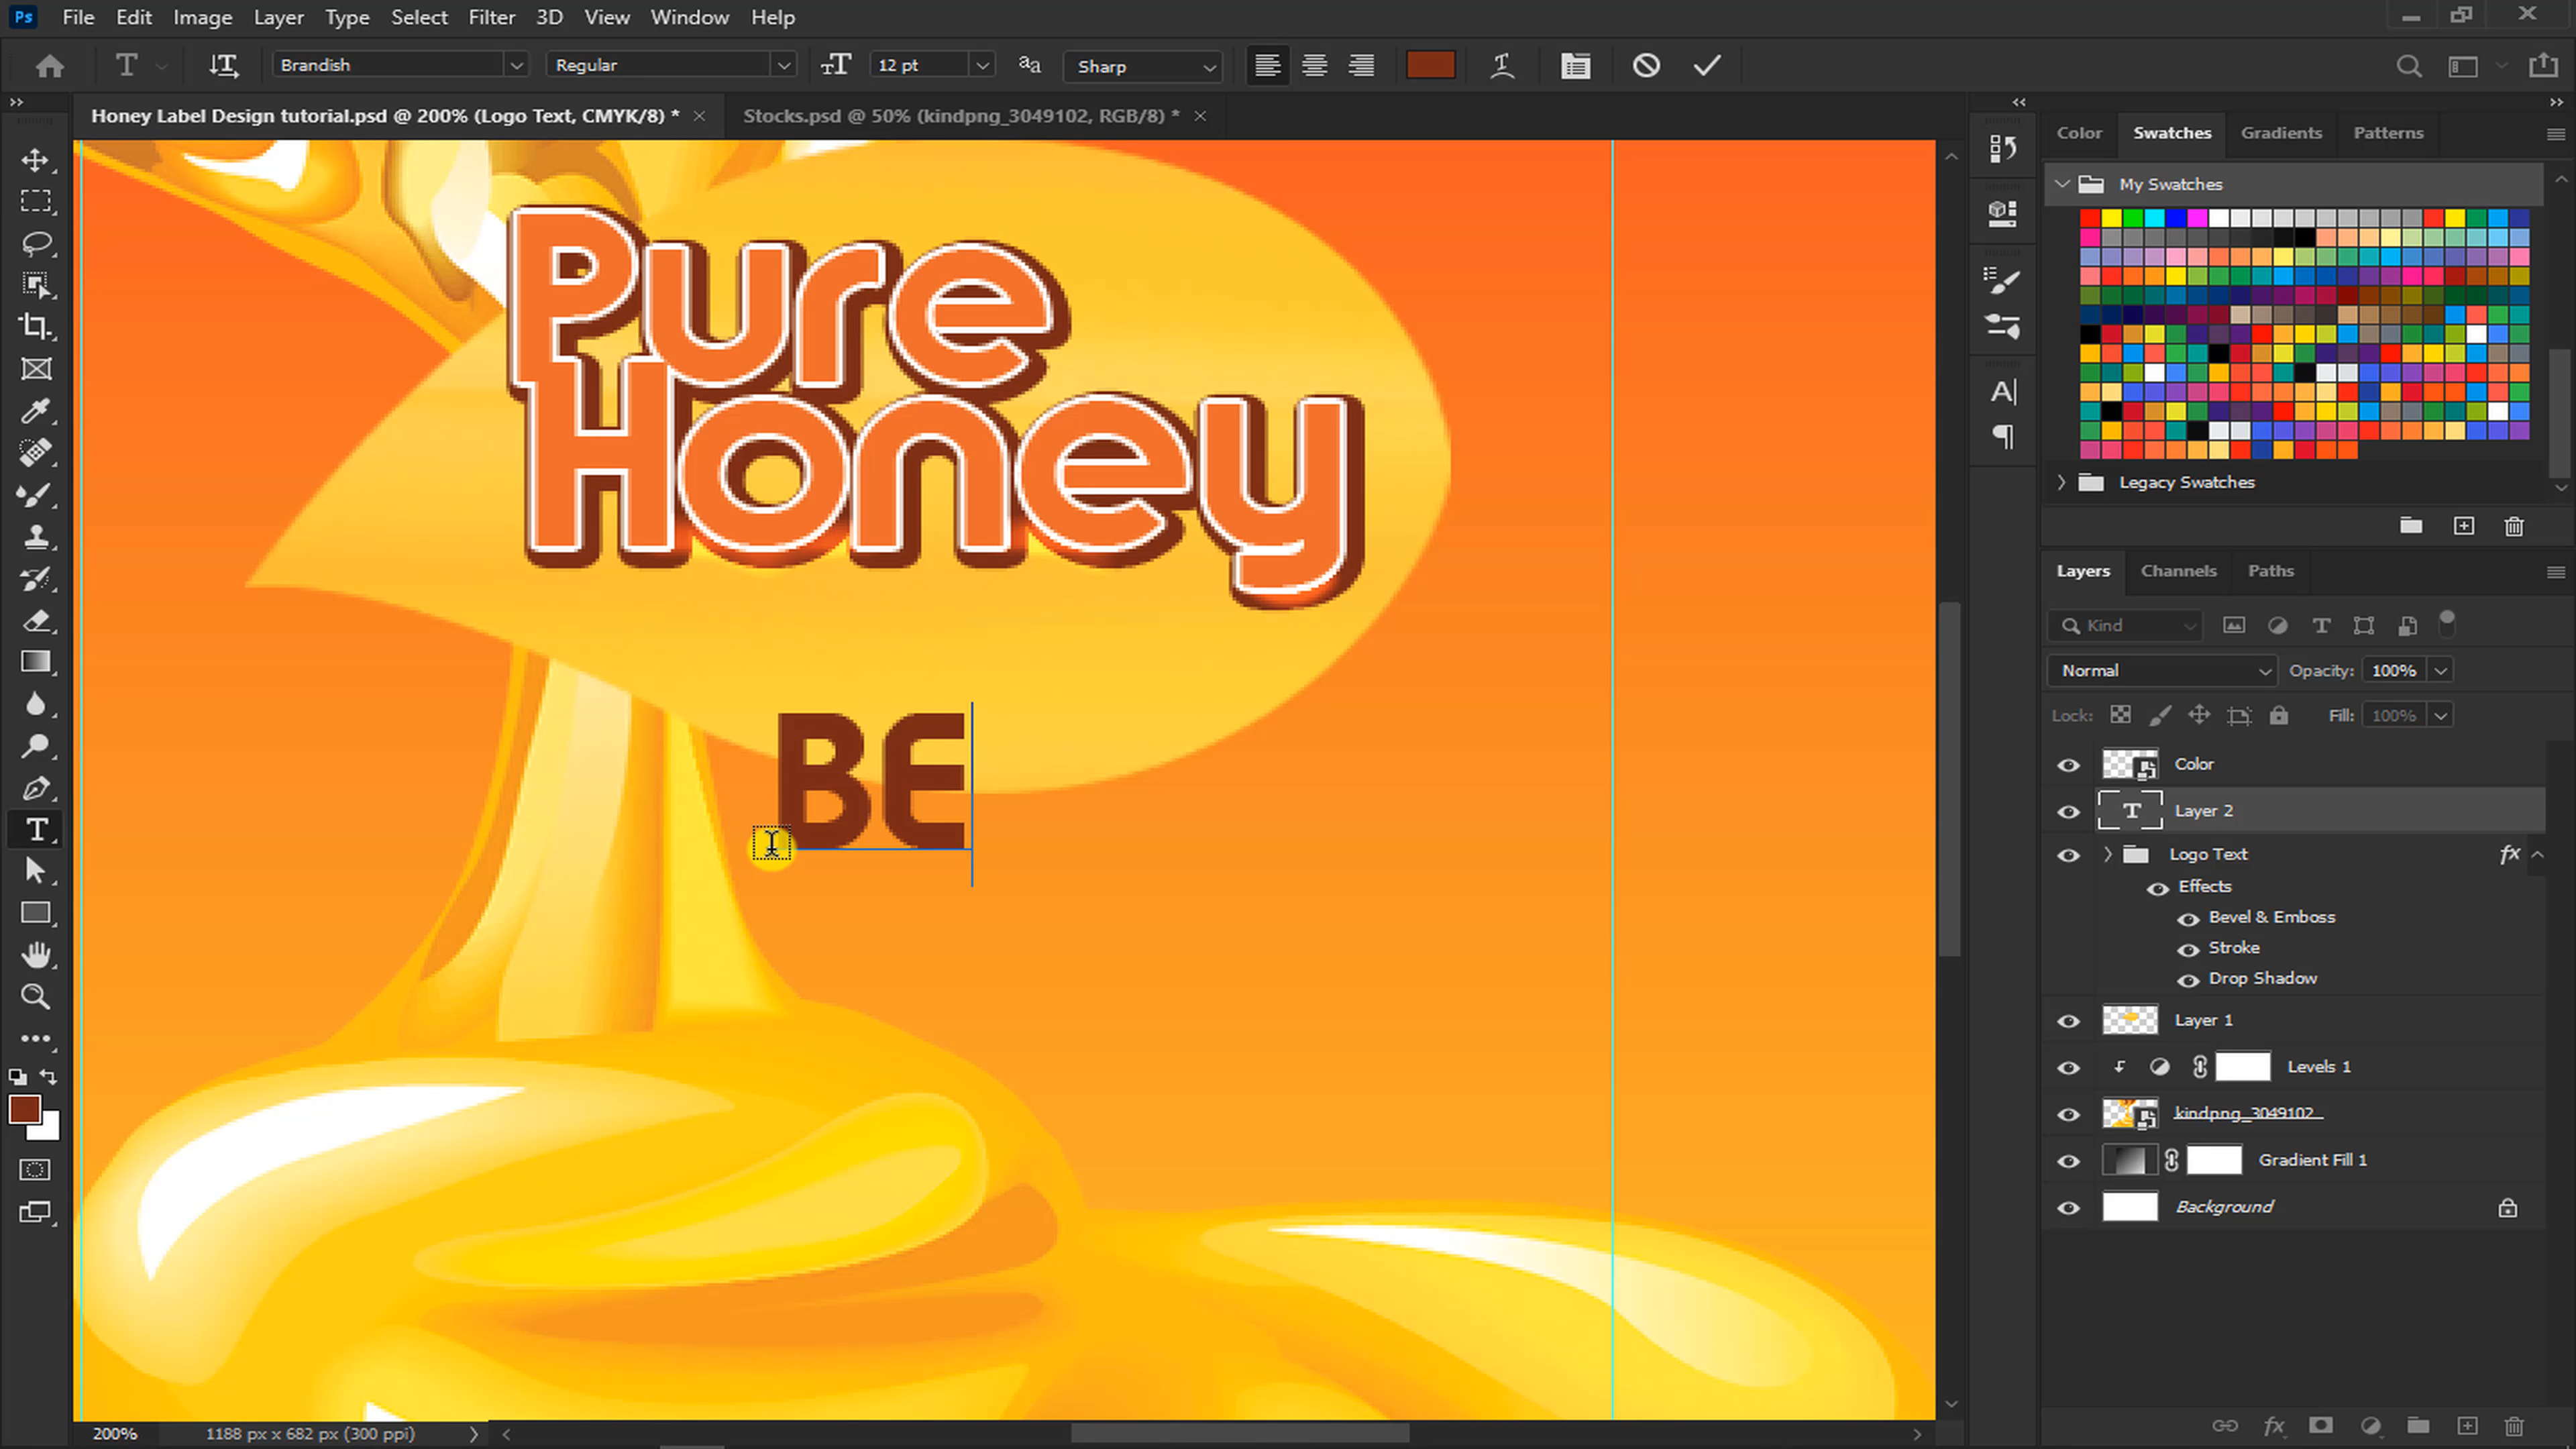 Ps File Edit Image Layer Type Select Filter 3D View Window Help
T Brandish Regular 12 pt aa Sharp
Honey Label Design tutorial.psd @ 200% (Logo Text, CMYK/8) * × Stocks.psd @ 50% (kindpng_3049102, RGB/8) * ×
Color Swatches Gradients Patterns
My Swatches
Legacy Swatches
Pure
Honey
BE
Layers Channels Paths
Kind
Normal Opacity: 100%
Lock: Fill: 100%
Color
Layer 2
Logo Text fx
Effects
Bevel & Emboss
Stroke
Drop Shadow
Layer 1
Levels 1
kindpng_3049102
Gradient Fill 1
Background
200% 1188 px x 682 px (300 ppi)